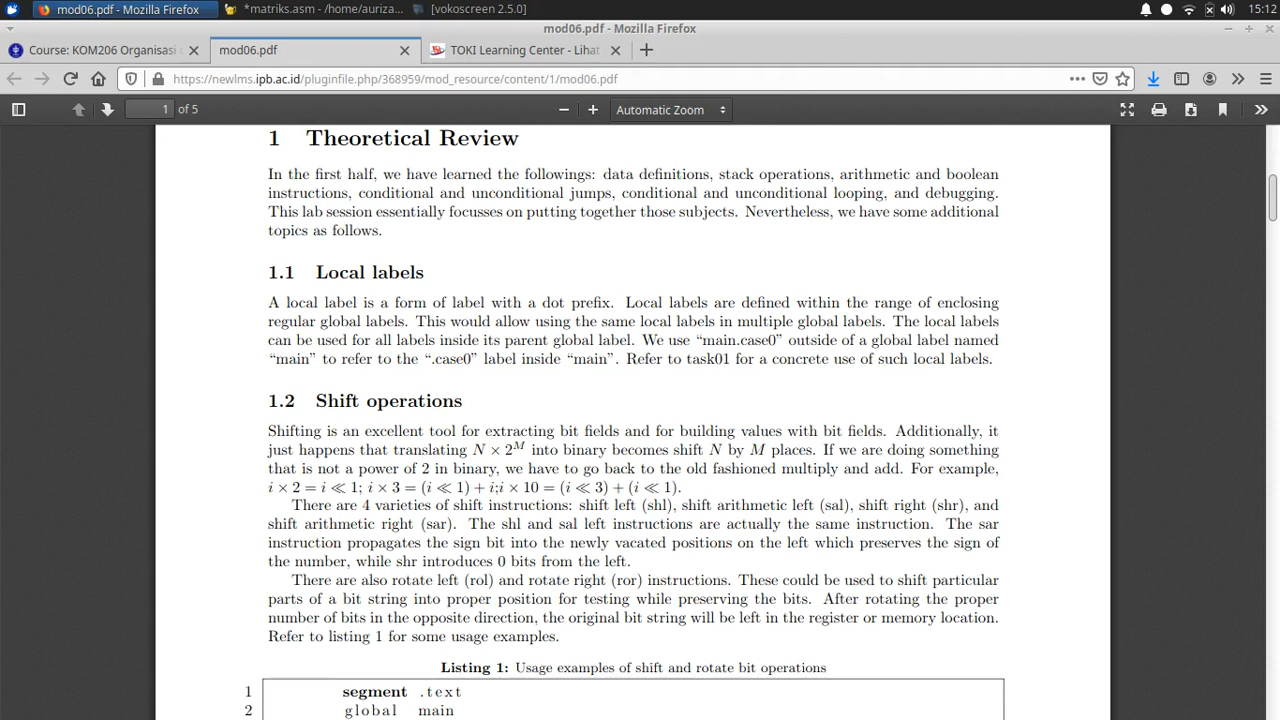 mod06.pdf - Mozilla Firefox
*matriks.asm - /home/auriza...
[vokoscreen 2.5.0]
15:12
mod06.pdf - Mozilla Firefox
Course: KOM206 Organisasi
mod06.pdf
TOKI Learning Center - Lihat
https://newlms.ipb.ac.id/pluginfile.php/368959/mod_resource/content/1/mod06.pdf
1 of 5
Automatic Zoom
1 Theoretical Review
In the first half, we have learned the followings: data definitions, stack operations, arithmetic and boolean
instructions, conditional and unconditional jumps, conditional and unconditional looping, and debugging.
This lab session essentially focusses on putting together those subjects. Nevertheless, we have some additional
topics as follows.
1.1 Local labels
A local label is a form of label with a dot prefix. Local labels are defined within the range of enclosing
regular global labels. This would allow using the same local labels in multiple global labels. The local labels
can be used for all labels inside its parent global label. We use “main.case0” outside of a global label named
“main” to refer to the “.case0” label inside “main”. Refer to task01 for a concrete use of such local labels.
1.2 Shift operations
Shifting is an excellent tool for extracting bit fields and for building values with bit fields. Additionally, it
just happens that translating N × 2^M into binary becomes shift N by M places. If we are doing something
that is not a power of 2 in binary, we have to go back to the old fashioned multiply and add. For example,
i × 2 = i ≪ 1; i × 3 = (i ≪ 1) + i;i × 10 = (i ≪ 3) + (i ≪ 1).
There are 4 varieties of shift instructions: shift left (shl), shift arithmetic left (sal), shift right (shr), and
shift arithmetic right (sar). The shl and sal left instructions are actually the same instruction. The sar
instruction propagates the sign bit into the newly vacated positions on the left which preserves the sign of
the number, while shr introduces 0 bits from the left.
There are also rotate left (rol) and rotate right (ror) instructions. These could be used to shift particular
parts of a bit string into proper position for testing while preserving the bits. After rotating the proper
number of bits in the opposite direction, the original bit string will be left in the register or memory location.
Refer to listing 1 for some usage examples.
Listing 1: Usage examples of shift and rotate bit operations
1 segment .text
2 global main